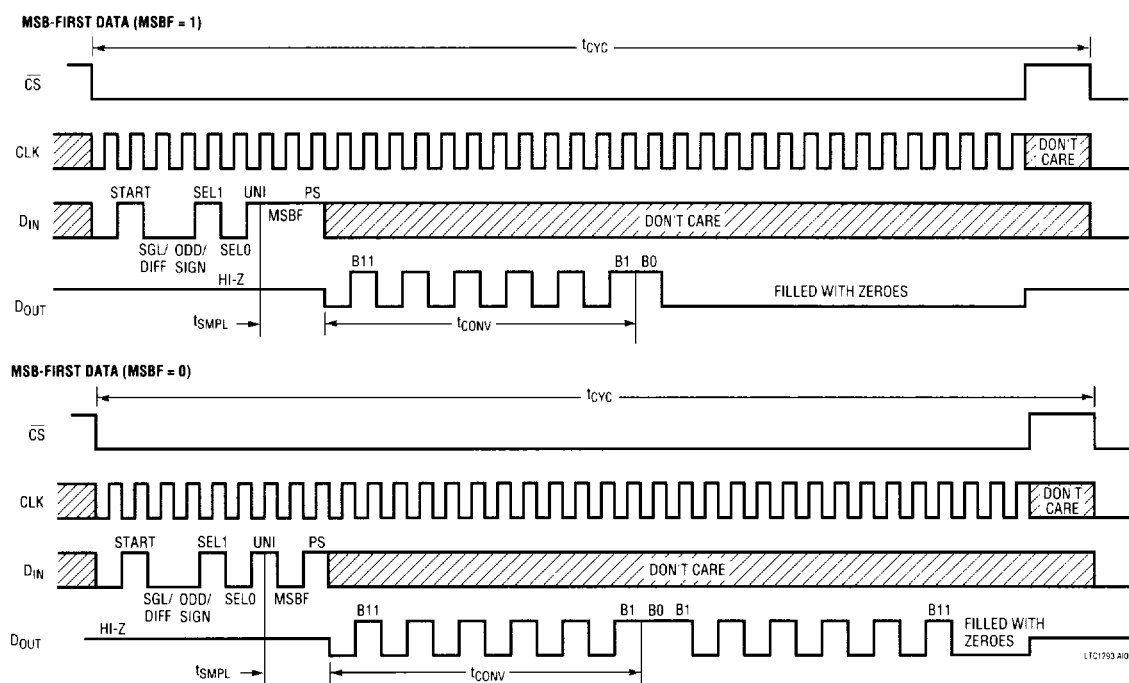 MSB-FIRST DATA (MSBF = 1)
tCYC
CS
CLK
DON'T CARE
START
SEL1
UNI
PS
DIN
MSBF
DON'T CARE
SGL/ DIFF
ODD/ SIGN
SEL0
HI-Z
B11
B1
B0
FILLED WITH ZEROES
DOUT
tSMPL
tCONV
MSB-FIRST DATA (MSBF = 0)
tCYC
CS
CLK
DON'T CARE
START
SEL1
UNI
PS
DIN
DON'T CARE
SGL/ DIFF
ODD/ SIGN
SEL0
MSBF
HI-Z
B11
B1
B0
B1
B11
FILLED WITH ZEROES
DOUT
tSMPL
tCONV